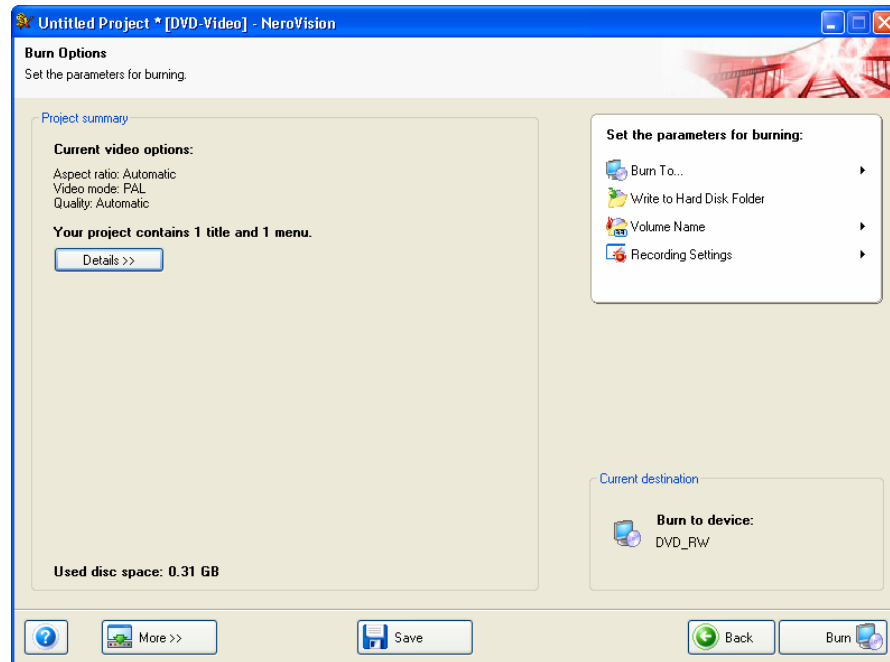 Untitled Project * [DVD-Video] - NeroVision
Burn Options
Set the parameters for burning.
Project summary
Current video options:
Aspect ratio: Automatic
Video mode: PAL
Quality: Automatic
Your project contains 1 title and 1 menu.
Details >>
Used disc space: 0.31 GB
Set the parameters for burning:
Burn To...
Write to Hard Disk Folder
Volume Name
Recording Settings
Current destination
Burn to device:
DVD_RW
More >>
Save
Back
Burn